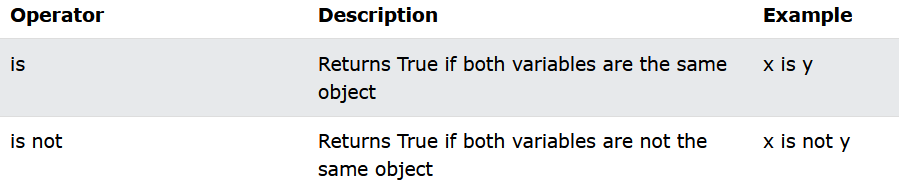 Operator Description Example
is Returns True if both variables are the same x is y
object
is not Returns True if both variables are not the x is not y
same object